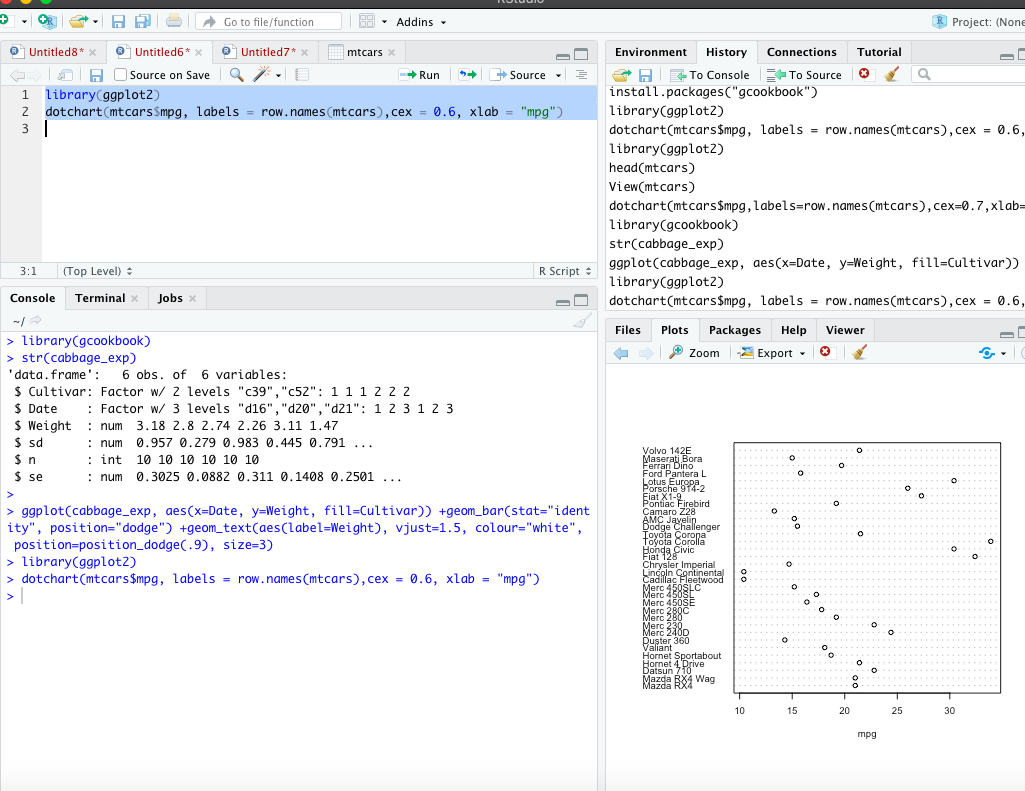 RStudio
Go to file/function
Addins
Project: (None
Untitled8*
Untitled6*
Untitled7*
mtcars
Source on Save
Run
Source
1 library(ggplot2)
2 dotchart(mtcars$mpg, labels = row.names(mtcars),cex = 0.6, xlab = "mpg")
3
3:1
(Top Level)
R Script
Console
Terminal
Jobs
~/
> library(gcookbook)
> str(cabbage_exp)
'data.frame': 6 obs. of 6 variables:
$ Cultivar: Factor w/ 2 levels "c39","c52": 1 1 1 2 2 2
$ Date : Factor w/ 3 levels "d16","d20","d21": 1 2 3 1 2 3
$ Weight : num 3.18 2.8 2.74 2.26 3.11 1.47
$ sd : num 0.957 0.279 0.983 0.445 0.791 ...
$ n : int 10 10 10 10 10 10
$ se : num 0.3025 0.0882 0.311 0.1408 0.2501 ...
>
> ggplot(cabbage_exp, aes(x=Date, y=Weight, fill=Cultivar)) +geom_bar(stat="ident
ity", position="dodge") +geom_text(aes(label=Weight), vjust=1.5, colour="white",
position=position_dodge(.9), size=3)
> library(ggplot2)
> dotchart(mtcars$mpg, labels = row.names(mtcars),cex = 0.6, xlab = "mpg")
>
Environment
History
Connections
Tutorial
To Console
To Source
install.packages("gcookbook")
library(ggplot2)
dotchart(mtcars$mpg, labels = row.names(mtcars),cex = 0.6,
library(ggplot2)
head(mtcars)
View(mtcars)
dotchart(mtcars$mpg,labels=row.names(mtcars),cex=0.7,xlab=
library(gcookbook)
str(cabbage_exp)
ggplot(cabbage_exp, aes(x=Date, y=Weight, fill=Cultivar))
library(ggplot2)
dotchart(mtcars$mpg, labels = row.names(mtcars),cex = 0.6,
Files
Plots
Packages
Help
Viewer
Zoom
Export
Volvo 142E
Maserati Bora
Ferrari Dino
Ford Pantera L
Lotus Europa
Porsche 914-2
Fiat X1-9
Pontiac Firebird
Camaro Z28
AMC Javelin
Dodge Challenger
Toyota Corona
Toyota Corolla
Honda Civic
Fiat 128
Chrysler Imperial
Lincoln Continental
Cadillac Fleetwood
Merc 450SLC
Merc 450SL
Merc 450SE
Merc 280C
Merc 280
Merc 230
Merc 240D
Duster 360
Valiant
Hornet Sportabout
Hornet 4 Drive
Datsun 710
Mazda RX4 Wag
Mazda RX4
10 15 20 25 30
mpg